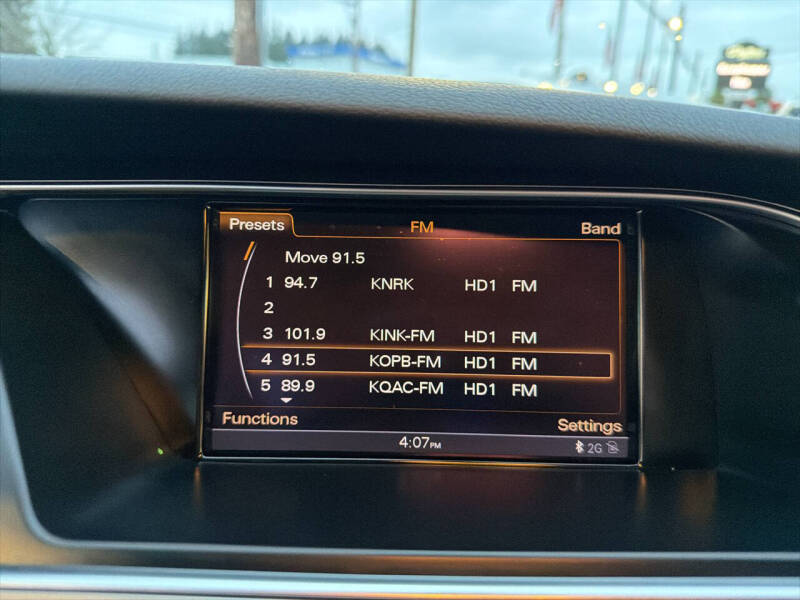 Presets FM Band
Move 91.5
1 94.7 KNRK HD1 FM
2
3 101.9 KINK-FM HD1 FM
4 91.5 KOPB-FM HD1 FM
5 89.9 KQAC-FM HD1 FM
Functions Settings
4:07PM 2G